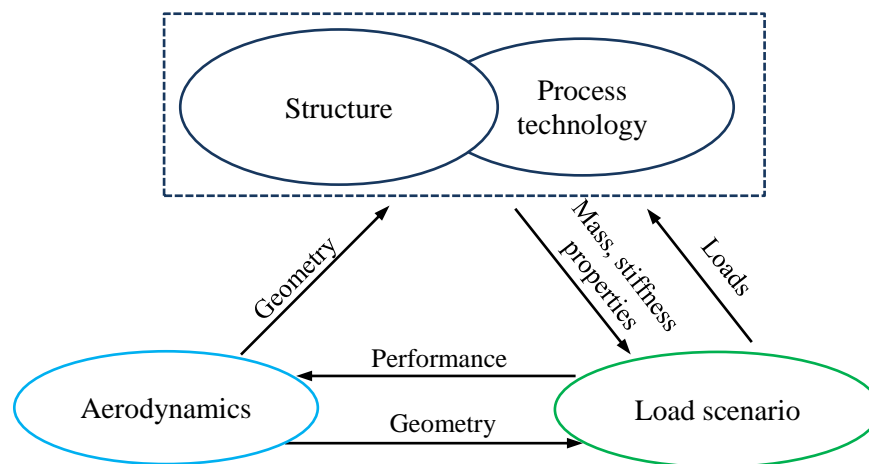 Structure
Process
technology
Geometry
Mass, stiffness
properties
Loads
Performance
Aerodynamics
Load scenario
Geometry